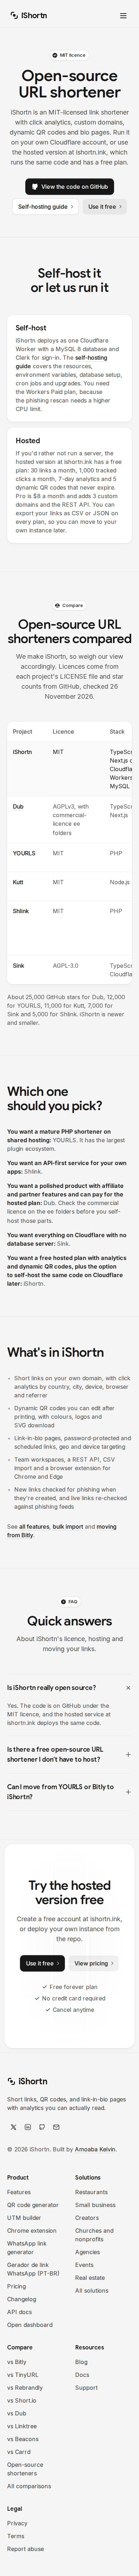 iShortn
MIT licence
Open-source
URL shortener
iShortn is an MIT-licensed link shortener
with custom slugs, custom domains,
dynamic QR codes and bio pages. Run it
on your own Cloudflare account, or use
the hosted version at ishortn.ink, which
runs the same code and has a free plan.
View the code on GitHub
Self-hosting guide
Use it free
Self-host it
or let us run it
Self-host
iShortn deploys as one Cloudflare
Worker with a MySQL 8 database and
Clerk for sign-in. The self-hosting
guide covers the resources,
environment variables, custom setup,
cron jobs and upgrades. You need
the Workers Paid plan, because
the phishing rescan needs a higher
CPU limit.
Hosted
If you'd rather not run a server, the
hosted version at ishortn.ink has a free
plan: 30 links a month, 1,000 tracked
clicks a month, 7-day analytics and 5
dynamic QR codes that never expire.
Pro is $8 a month and adds 3 custom
domains and the REST API. You can
export your links as CSV or JSON on
every plan, so you can move to your
own instance later.
Compare
Open-source URL
shorteners compared
We make iShortn, so weigh our view
accordingly. Licences come from
each project's LICENSE file and star
counts from GitHub, checked 26
November 2026.
Project Licence Stack
iShortn MIT
Next.js
MySQL
Dub AGPLv3, with
commercial-
licence ee
folders
Next.js
YOURLS MIT PHP
Kutt MIT Node.js
Shlink MIT PHP
Sink AGPL-3.0
About 25,000 GitHub stars for Dub, 12,000
for YOURLS, 11,000 for Kutt, 7,000 for
Sink and 5,000 for Shlink. iShortn is newer
and smaller.
Which one
should you pick?
You want a mature PHP shortener on
shared hosting: YOURLS. It has the largest
plugin ecosystem.
You want an API-first service for your own
apps: Shlink.
You want a polished product with affiliate
and partner features and can pay for the
hosted plan: Dub. Check the commercial
licence on the ee folders before you self-
host those parts.
You want everything on Cloudflare with no
database server: Sink.
You want a free hosted plan with analytics
and dynamic QR codes, plus the option
to self-host the same code on Cloudflare
later: iShortn.
What's in iShortn
Short links on your own domain, with click
analytics by country, city, device, browser
and referrer
Dynamic QR codes you can edit after
printing, with colours, logos and
SVG download
Link-in-bio pages, password-protected and
scheduled links, geo and device targeting
Team workspaces, a REST API, CSV
import and a browser extension for
Chrome and Edge
New links checked for phishing when
they're created, and live links re-checked
against phishing feeds
See all features, bulk import and moving
from Bitly.
FAQ
Quick answers
About iShortn's licence, hosting and
moving your links.
Is iShortn really open source?
Yes. The code is on GitHub under the
MIT licence, and the hosted service at
ishortn.ink deploys the same code.
Is there a free open-source URL
shortener I don't have to host?
Can I move from YOURLS or Bitly to
iShortn?
Try the hosted
version free
Create a free account at ishortn.ink,
or deploy your own instance from
the repo.
Use it free
View pricing
Free forever plan
No credit card required
Cancel anytime
iShortn
Short links, QR codes, and link-in-bio pages
with analytics you can actually read.
© 2026 iShortn. Built by Amoaba Kelvin.
Product Solutions
Features
QR code generator
UTM builder
Chrome extension
WhatsApp link
generator
Gerador de link
WhatsApp (PT-BR)
Pricing
Changelog
API docs
Open dashboard
Restaurants
Small business
Creators
Churches and
nonprofits
Events
Real estate
All solutions
Compare Resources
vs Bitly
vs TinyURL
vs Rebrandly
vs Short.io
vs Dub
vs Linktree
vs Beacons
vs Carrd
Open-source
shorteners
All comparisons
Blog
Docs
Support
Legal
Privacy
Terms
Report abuse